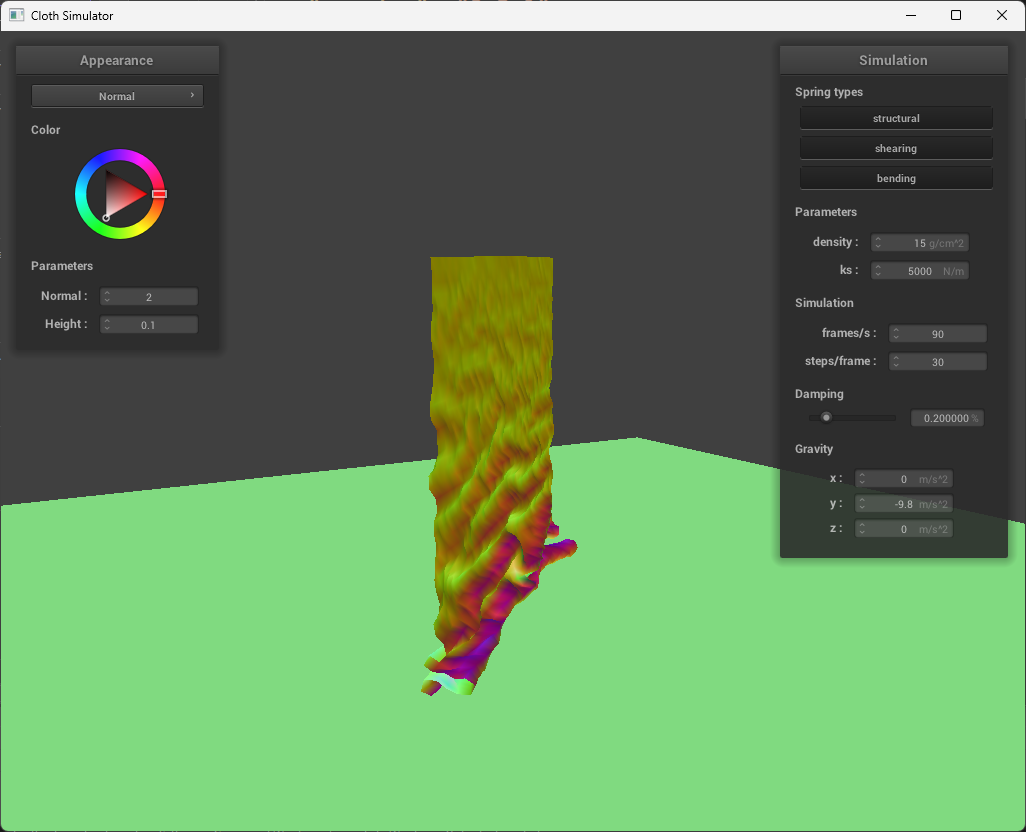 Cloth Simulator
Appearance
Normal
Color
Parameters
Normal : 2
Height : 0.1
Simulation
Spring types
structural
shearing
bending
Parameters
density : 15 g/cm^2
ks : 5000 N/m
Simulation
frames/s : 90
steps/frame : 30
Damping
0.200000 %
Gravity
x : 0 m/s^2
y : -9.8 m/s^2
z : 0 m/s^2